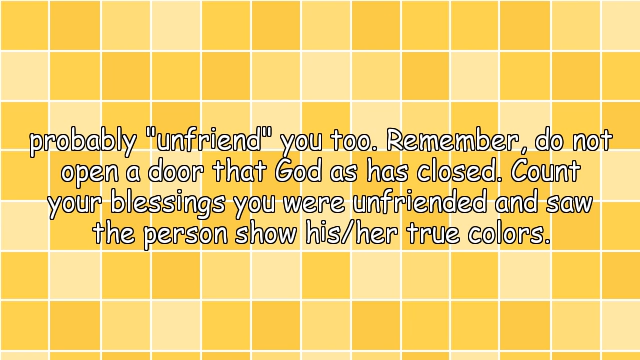 probably "unfriend" you too. Remember, do not
open a door that God as has closed. Count
your blessings you were unfriended and saw
the person show his/her true colors.